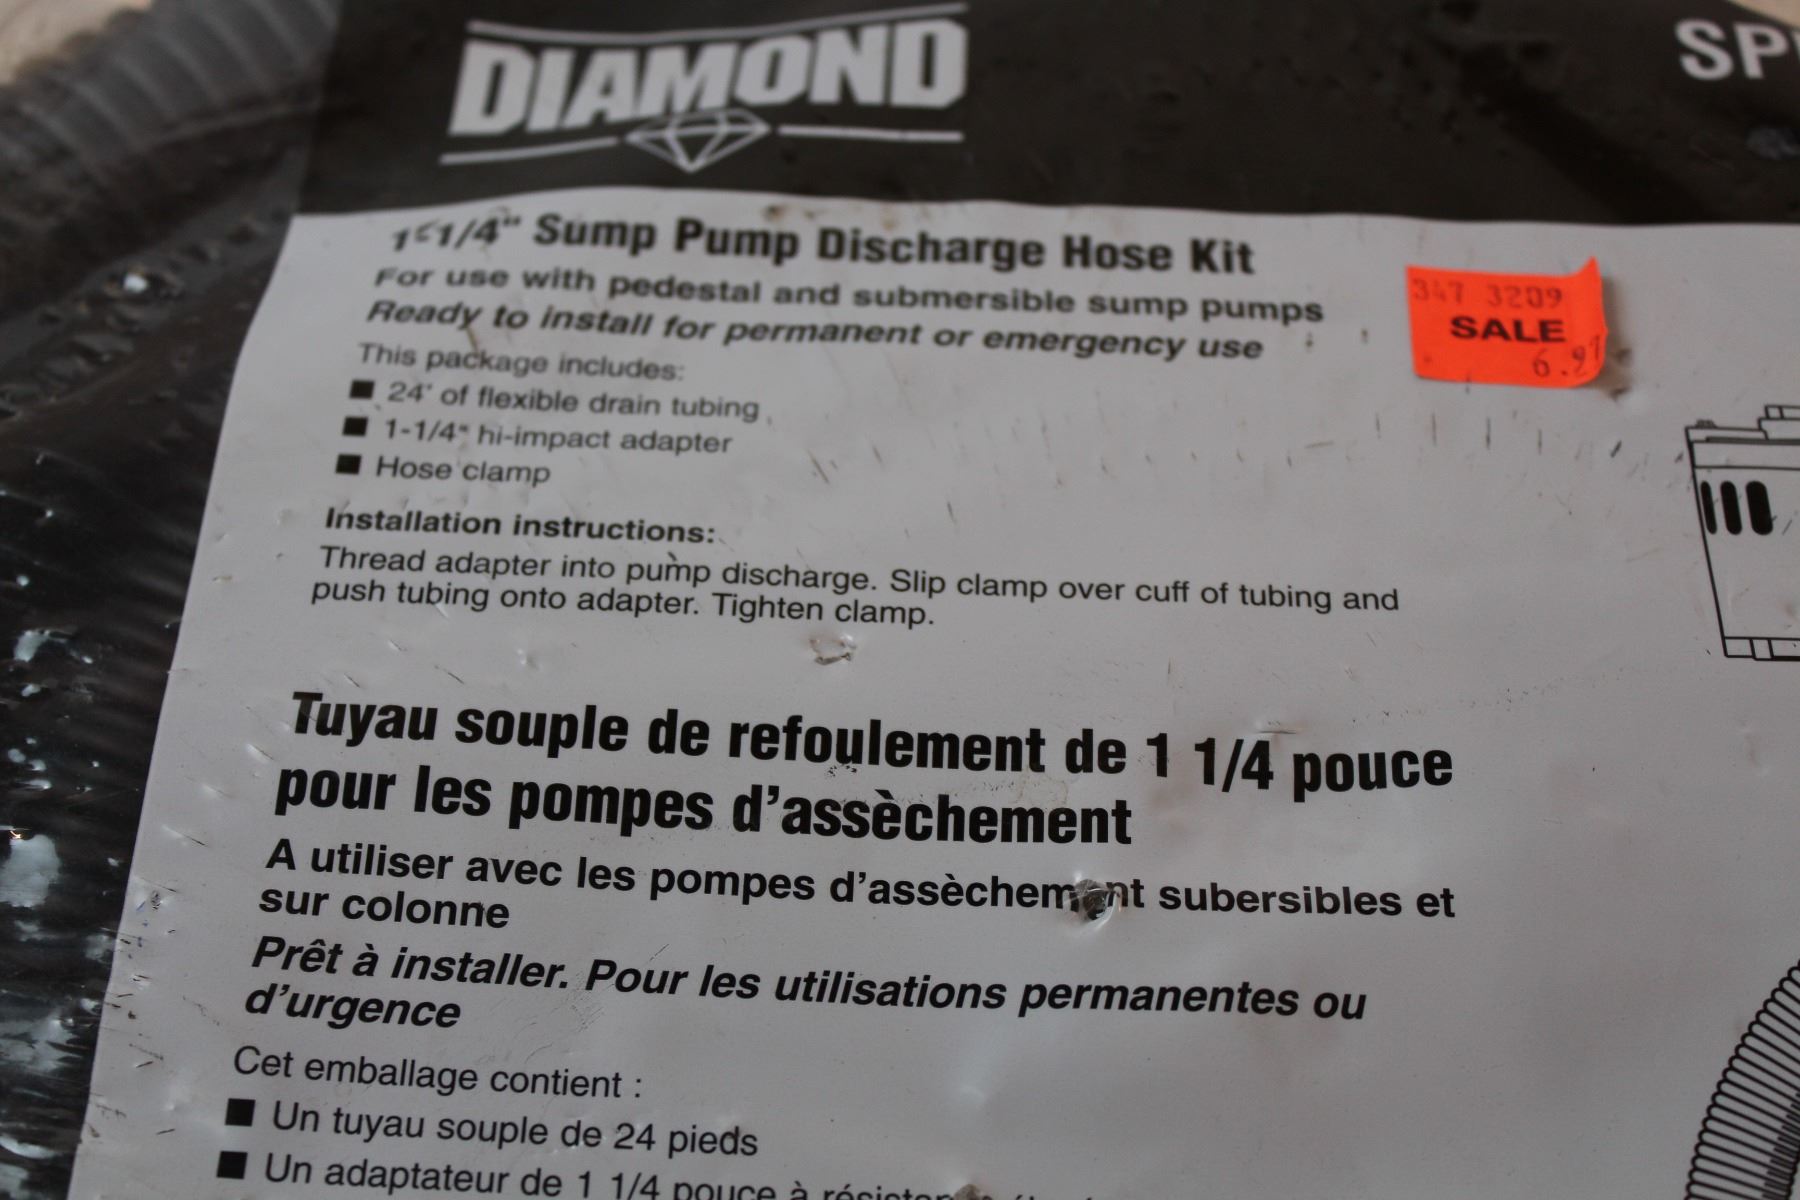 DIAMOND
1-1/4" Sump Pump Discharge Hose Kit
For use with pedestal and submersible sump pumps
Ready to install for permanent or emergency use
347 3209
SALE
6.97
This package includes:
■ 24' of flexible drain tubing
■ 1-1/4" hi-impact adapter
■ Hose clamp
Installation instructions:
Thread adapter into pump discharge. Slip clamp over cuff of tubing and
push tubing onto adapter. Tighten clamp.
Tuyau souple de refoulement de 1 1/4 pouce
pour les pompes d'assèchement
A utiliser avec les pompes d'assèchement subersibles et
sur colonne
Prêt à installer. Pour les utilisations permanentes ou
d'urgence
Cet emballage contient :
■ Un tuyau souple de 24 pieds
■ Un adaptateur de 1 1/4 pouce à